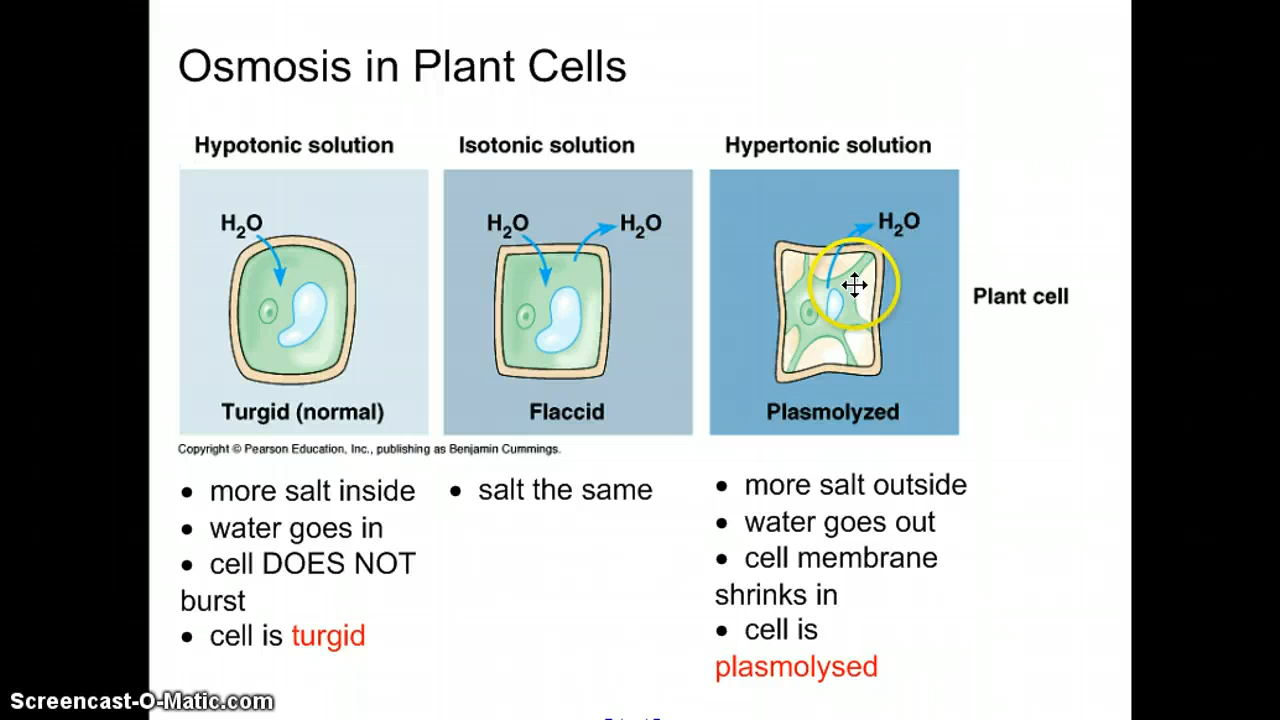 Osmosis in Plant Cells
Hypotonic solution
Isotonic solution
Hypertonic solution
H₂O
H₂O
H₂O
H₂O
Plant cell
Turgid (normal)
Flaccid
Plasmolyzed
Copyright © Pearson Education, Inc., publishing as Benjamin Cummings.
• more salt inside
• water goes in
• cell DOES NOT
burst
• cell is turgid
• salt the same
• more salt outside
• water goes out
• cell membrane
shrinks in
• cell is
plasmolysed
Screencast-O-Matic.com